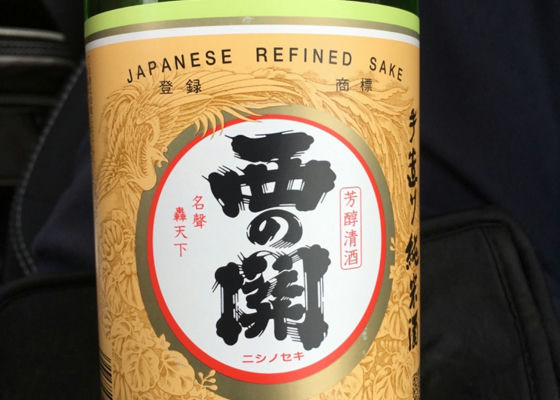 JAPANESE REFINED SAKE
登録 商標
手造り純米酒
西の関
芳醇清酒
名聲
轟天下
ニシノセキ